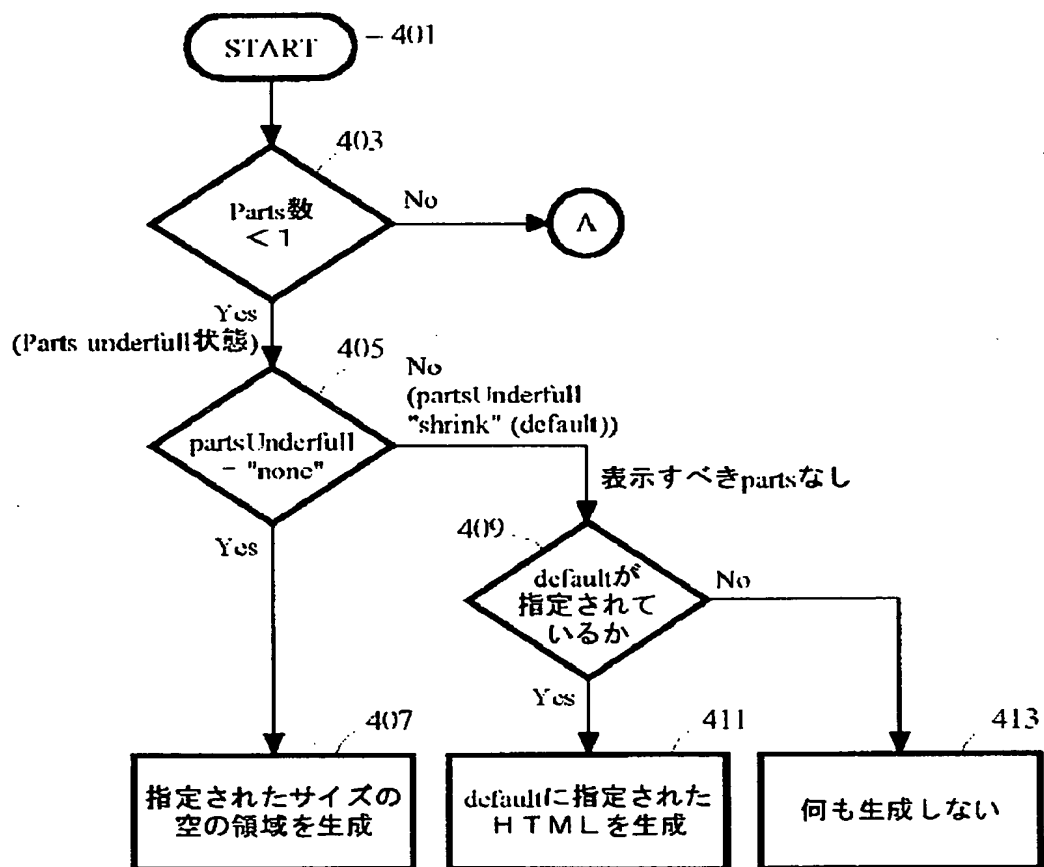 START
401
403
Parts数
< 1
No
A
Yes
(Parts underfull状態)
405
No
(partsUnderfull
"shrink" (default))
partsUnderfull
= "none"
表示すべきpartsなし
Yes
409
defaultが
指定されて
いるか
No
Yes
407
指定されたサイズの
空の領域を生成
411
defaultに指定された
HTMLを生成
413
何も生成しない